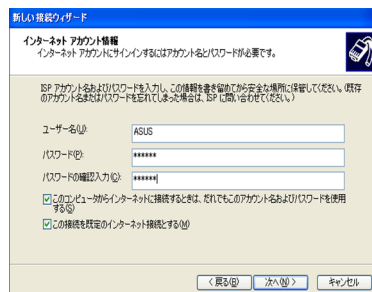 新しい接続ウィザード
インターネット アカウント情報
インターネット アカウントにサインインするにはアカウント名とパスワードが必要です。
ISP アカウント名およびパスワードを入力し、この情報を書き留めてから安全な場所に保管してください。(既存
のアカウント名またはパスワードを忘れてしまった場合は、ISP に問い合わせてください。)
ユーザー名(U): ASUS
パスワード(P): ******
パスワードの確認入力(C): ******
このコンピュータからインターネットに接続するときは、だれでもこのアカウント名およびパスワードを使用
する(S)
この接続を既定のインターネット接続とする(M)
< 戻る(B) 次へ(N) > キャンセル